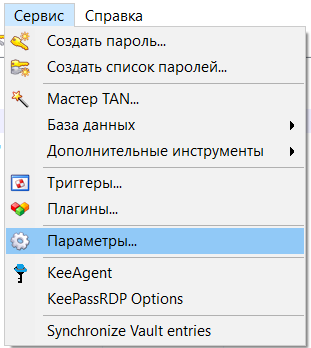 Сервис Справка
Создать пароль...
Создать список паролей...
Мастер TAN...
База данных
Дополнительные инструменты
Триггеры...
Плагины...
Параметры...
KeeAgent
KeePassRDP Options
Synchronize Vault entries